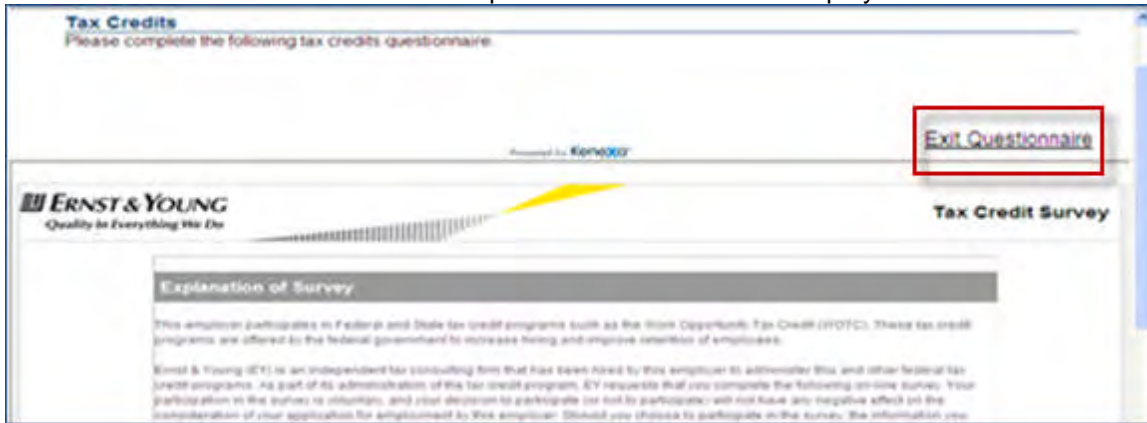 Tax Credits
Please complete the following tax credits questionnaire.
Exit Questionnaire
Powered by Kenexa
ERNST & YOUNG
Quality In Everything We Do
Tax Credit Survey
Explanation of Survey
This employer participates in Federal and State tax credit programs such as the Work Opportunity Tax Credit (WOTC). These tax credit
programs are offered by the federal government to increase hiring and improve retention of employees.
Ernst & Young (EY) is an independent tax consulting firm that has been hired by this employer to administer this and other federal tax
credit programs. As part of its administration of the tax credit program, EY requests that you complete the following on-line survey. Your
participation in the survey is voluntary, and your decision to participate (or not to participate) will not have any negative effect on the
consideration of your application for employment by this employer. Should you choose to participate in the survey, the information you